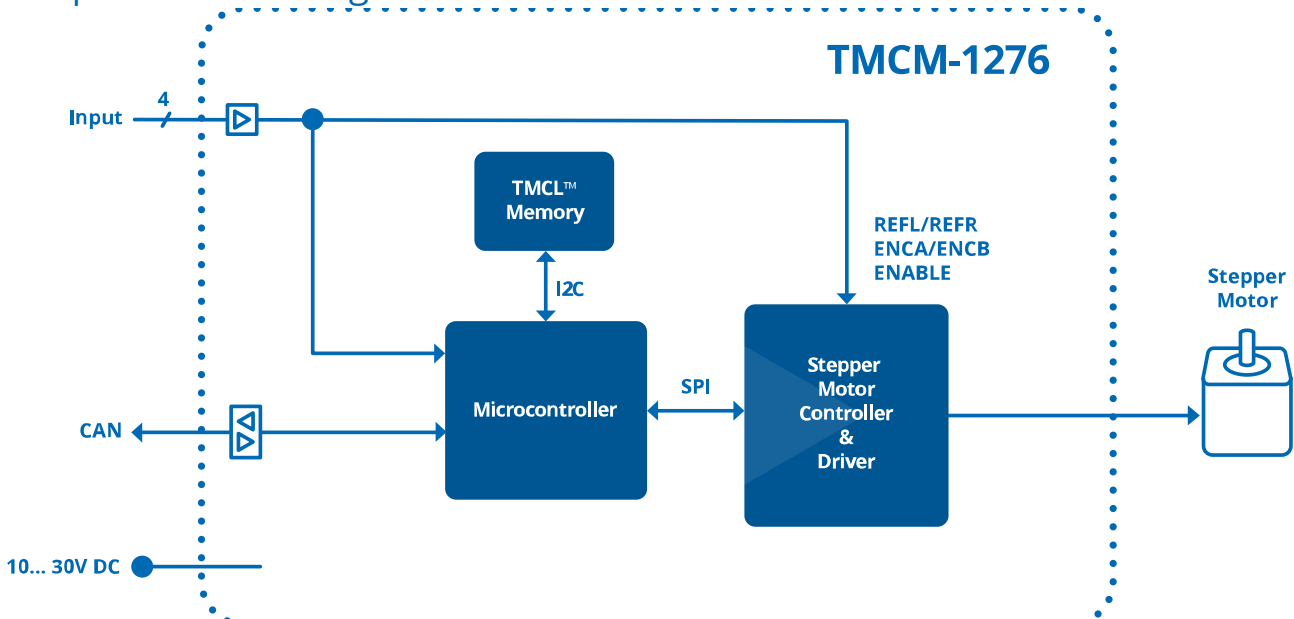 TMCM-1276
4
Input
TMCL™
Memory
REFL/REFR
ENCA/ENCB
ENABLE
I2C
Stepper
Motor
Stepper
Motor
Controller
&
Driver
SPI
Microcontroller
CAN
10... 30V DC